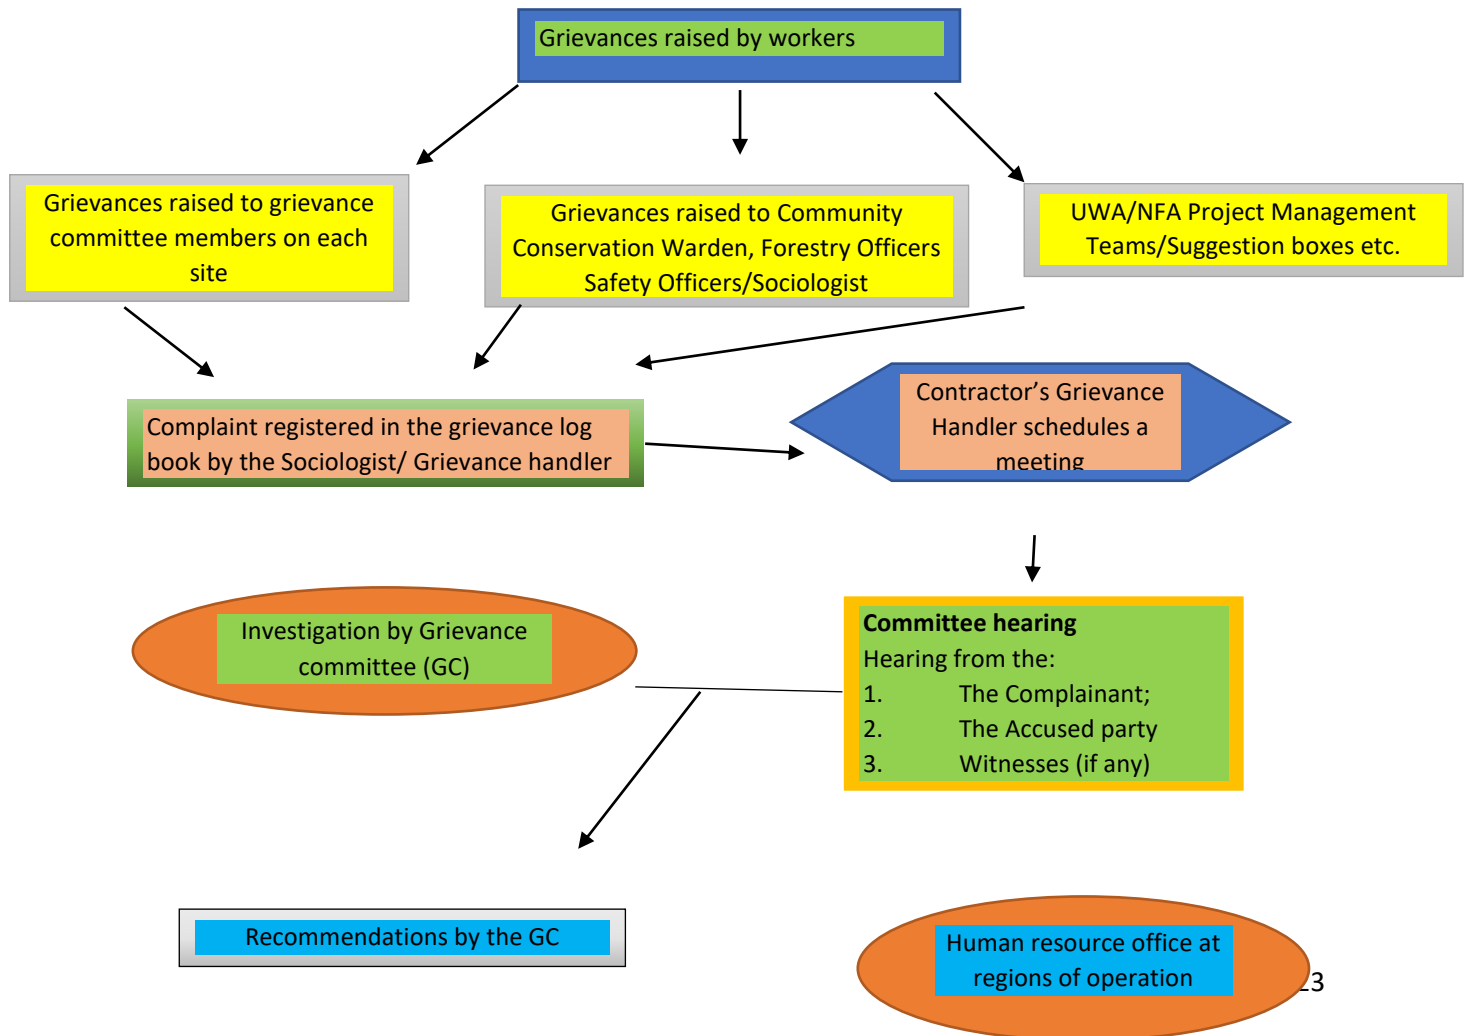 Grievances raised by workers
Grievances raised to grievance
committee members on each
site
Grievances raised to Community
Conservation Warden, Forestry Officers
Safety Officers/Sociologist
UWA/NFA Project Management
Teams/Suggestion boxes etc.
Complaint registered in the grievance log
book by the Sociologist/ Grievance handler
Contractor’s Grievance
Handler schedules a
meeting
Investigation by Grievance
committee (GC)
Committee hearing
Hearing from the:
1. The Complainant;
2. The Accused party
3. Witnesses (if any)
Recommendations by the GC
Human resource office at
regions of operation